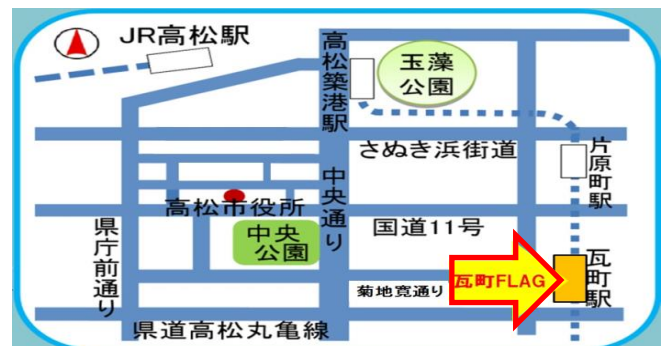 JR高松駅
高松築港駅
玉藻
公園
さぬき浜街道
片原町駅
中央通り
高松市役所
国道11号
中央
公園
県庁前通り
瓦町FLAG
瓦町駅
菊地寛通り
県道高松丸亀線